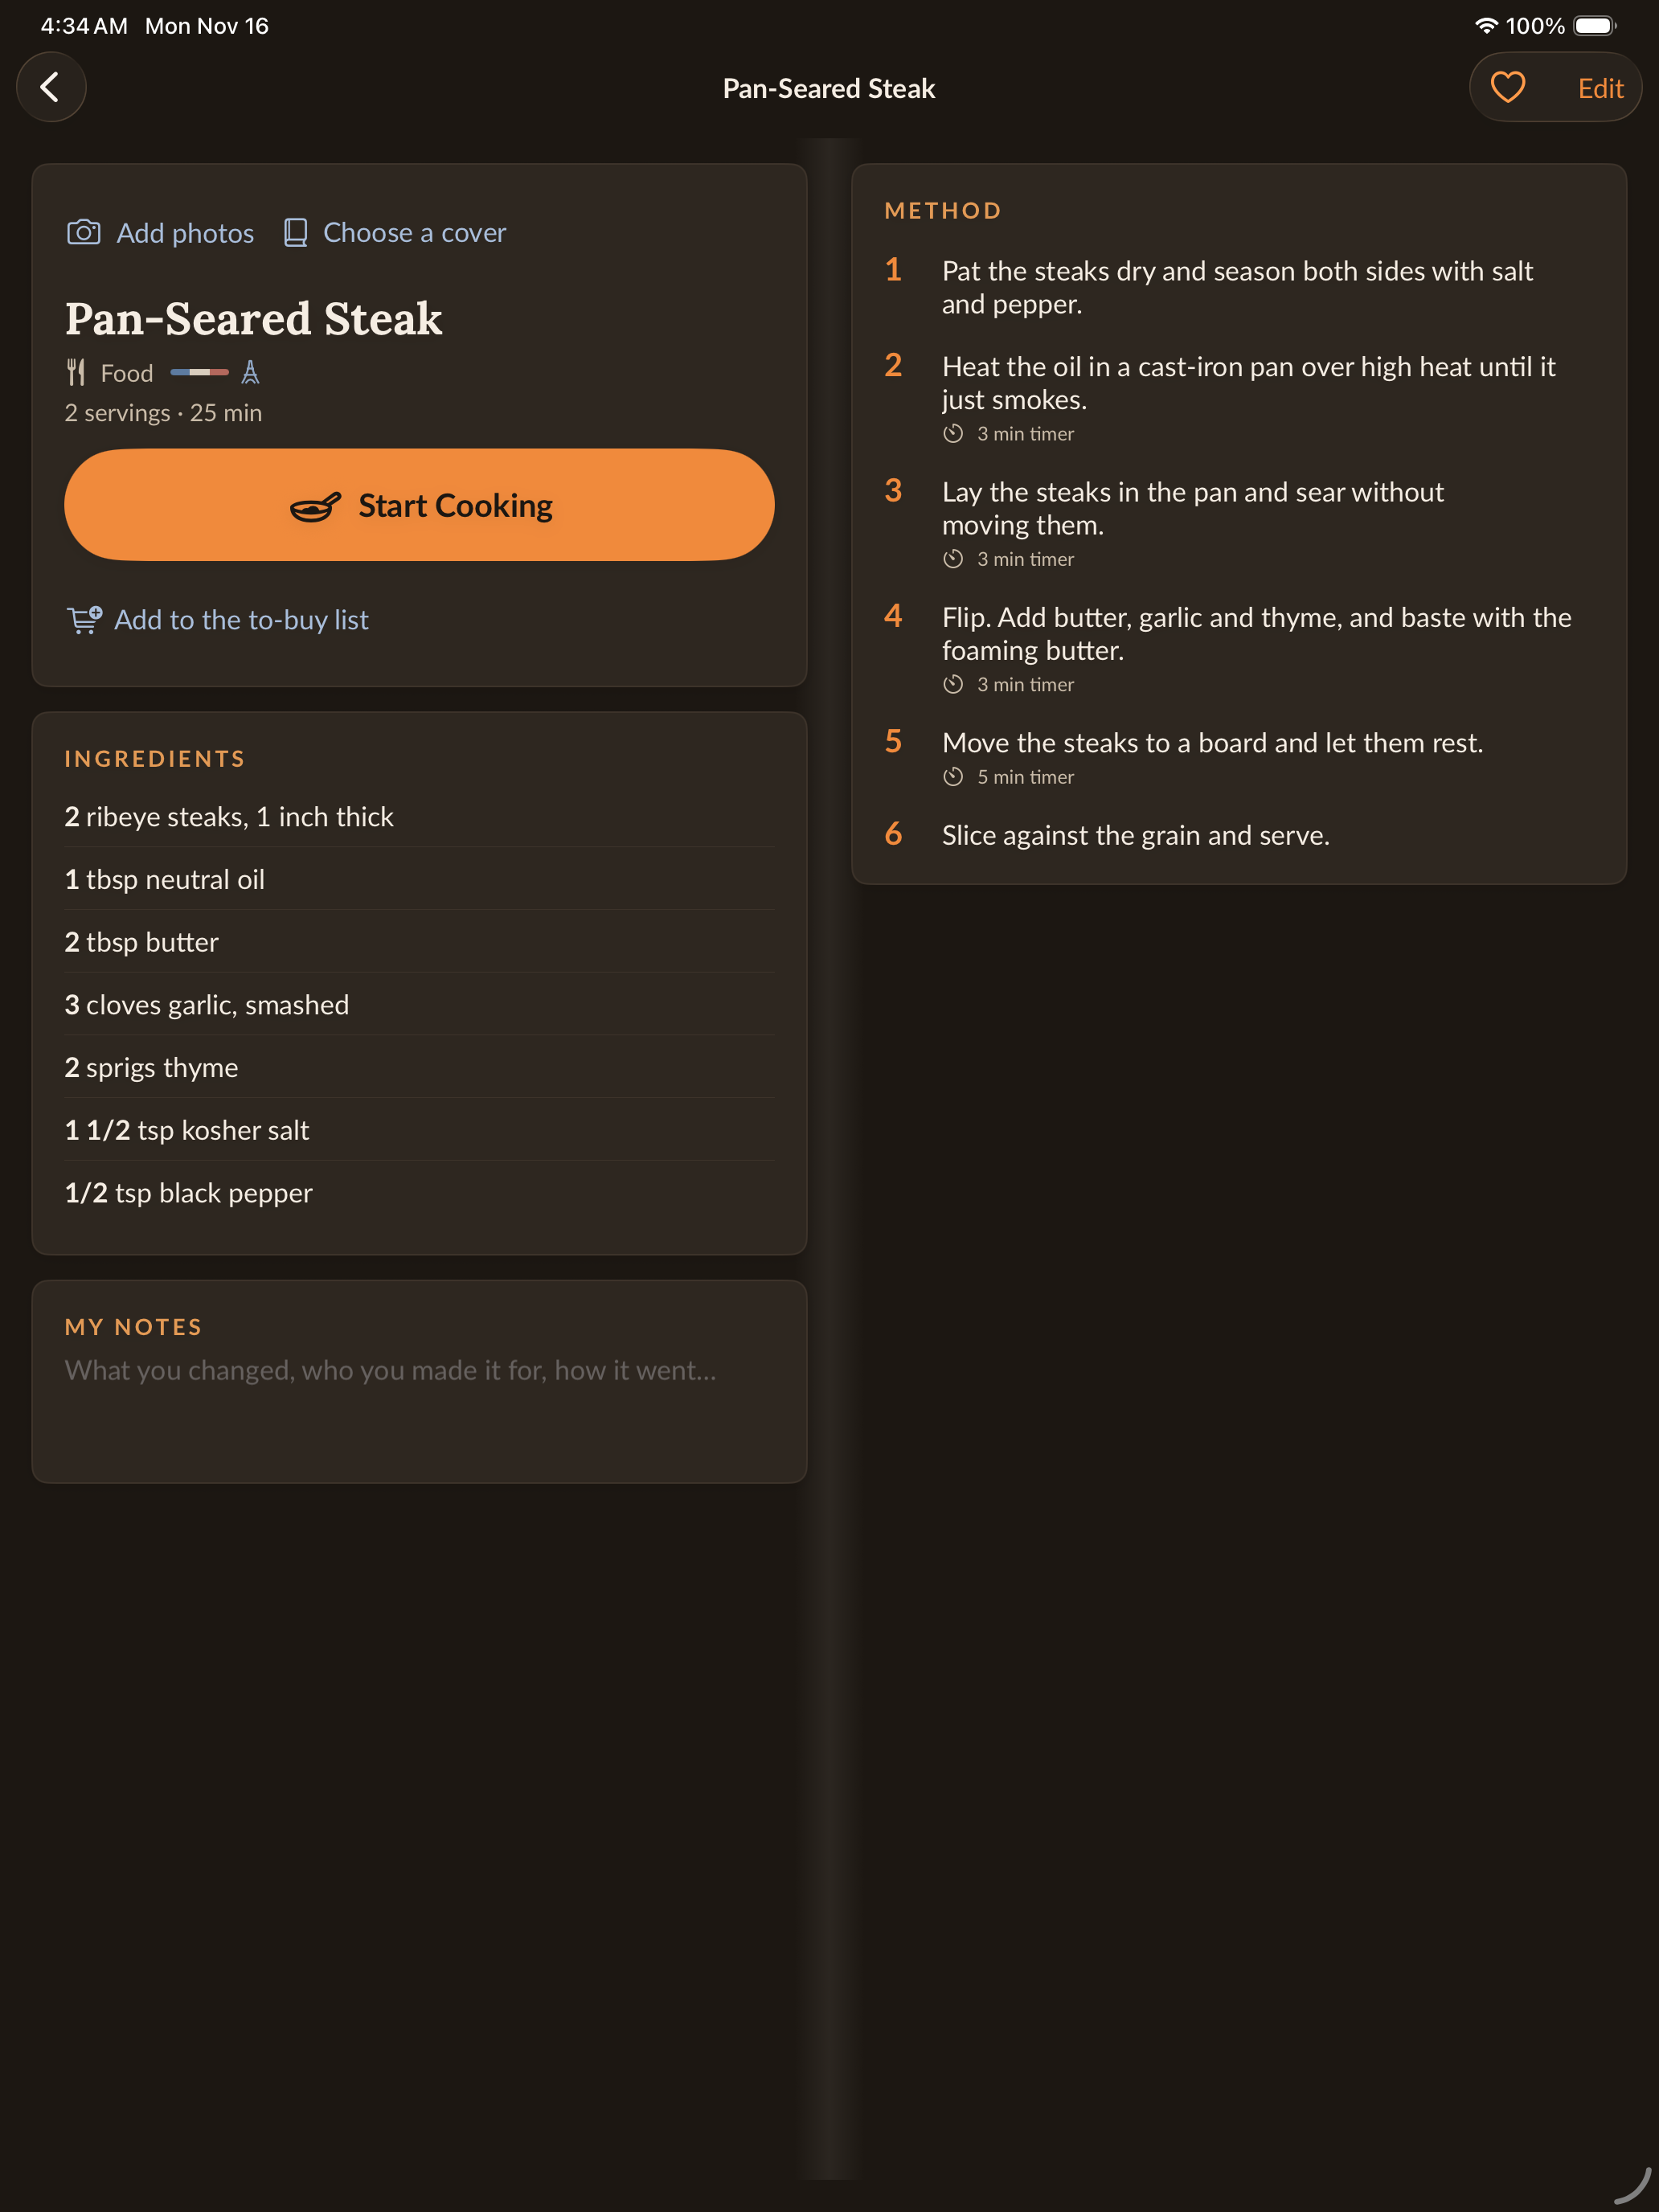 4:34 AM Mon Nov 16
100%
Pan-Seared Steak
Edit
Add photos
Choose a cover
Pan-Seared Steak
Food
2 servings · 25 min
Start Cooking
Add to the to-buy list
INGREDIENTS
2 ribeye steaks, 1 inch thick
1 tbsp neutral oil
2 tbsp butter
3 cloves garlic, smashed
2 sprigs thyme
1 1/2 tsp kosher salt
1/2 tsp black pepper
MY NOTES
What you changed, who you made it for, how it went...
METHOD
1 Pat the steaks dry and season both sides with salt
and pepper.
2 Heat the oil in a cast-iron pan over high heat until it
just smokes.
3 min timer
3 Lay the steaks in the pan and sear without
moving them.
3 min timer
4 Flip. Add butter, garlic and thyme, and baste with the
foaming butter.
3 min timer
5 Move the steaks to a board and let them rest.
5 min timer
6 Slice against the grain and serve.